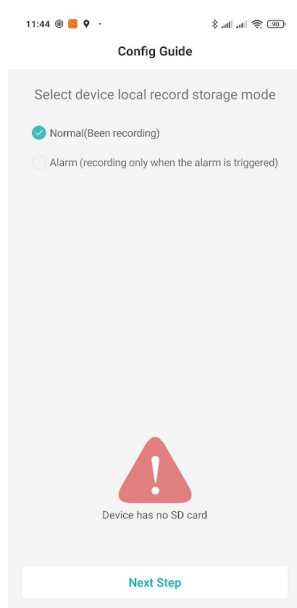 11:44
90
Config Guide
Select device local record storage mode
Normal(Been recording)
Alarm (recording only when the alarm is triggered)
Device has no SD card
Next Step